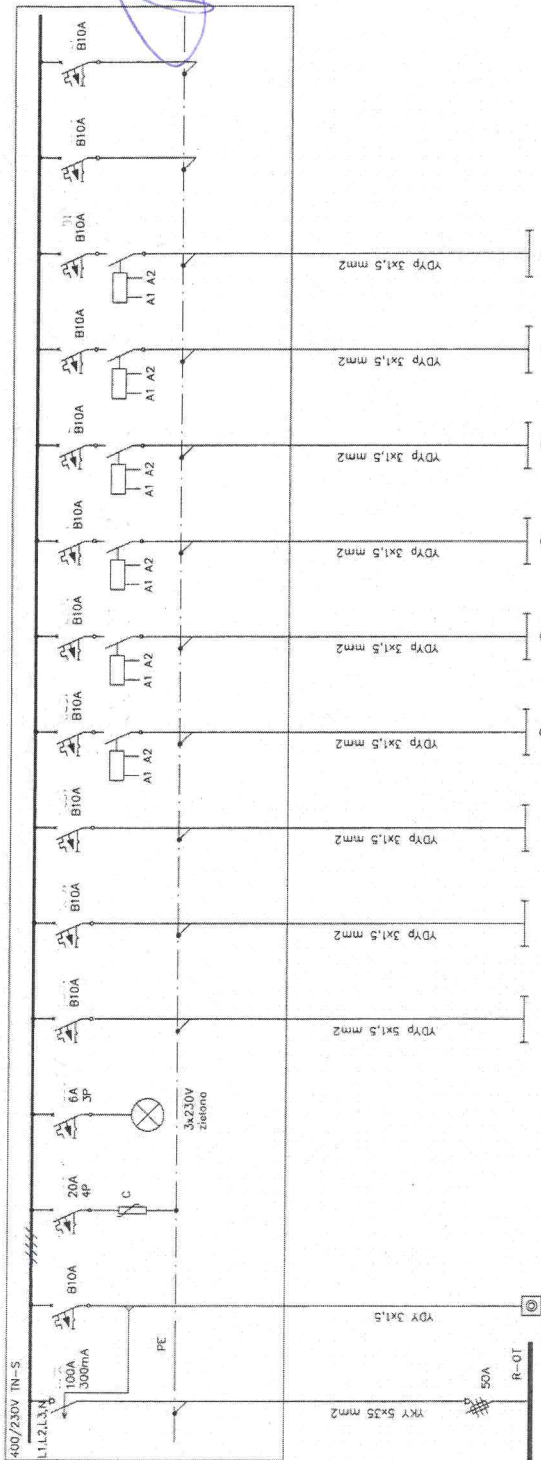 400/230V TN-S
L1,L2,L3,N
100A
300mA
B10A
20A
4P
6A
3P
B10A
B10A
B10A
B10A
B10A
B10A
B10A
B10A
B10A
B10A
B10A
C
3x230V
zielona
A1 A2
A1 A2
A1 A2
A1 A2
A1 A2
A1 A2
PE
YKY 5x35 mm2
YDY 3x1,5
YDYp 5x1,5 mm2
YDYp 3x1,5 mm2
YDYp 3x1,5 mm2
YDYp 3x1,5 mm2
YDYp 3x1,5 mm2
YDYp 3x1,5 mm2
YDYp 3x1,5 mm2
YDYp 3x1,5 mm2
YDYp 3x1,5 mm2
50A
R-OT